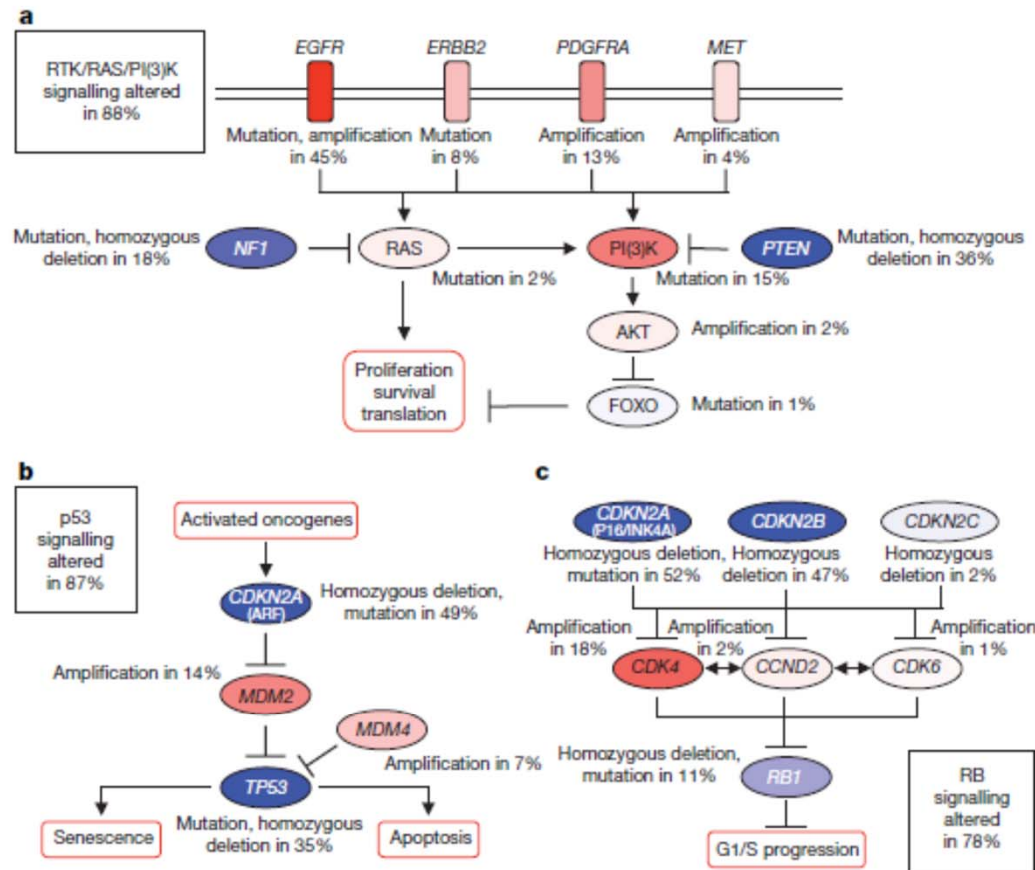 a
RTK/RAS/PI(3)K
signalling altered
in 88%
EGFR
ERBB2
PDGFRA
MET
Mutation, amplification
in 45%
Mutation
in 8%
Amplification
in 13%
Amplification
in 4%
Mutation, homozygous
deletion in 18%
NF1
RAS
Mutation in 2%
PI(3)K
Mutation in 15%
PTEN
Mutation, homozygous
deletion in 36%
AKT
Amplification in 2%
Proliferation
survival
translation
FOXO
Mutation in 1%
b
p53
signalling
altered
in 87%
Activated oncogenes
CDKN2A
(ARF)
Homozygous deletion,
mutation in 49%
Amplification in 14%
MDM2
MDM4
Amplification in 7%
TP53
Senescence
Mutation, homozygous
deletion in 35%
Apoptosis
c
CDKN2A
(P16/INK4A)
CDKN2B
CDKN2C
Homozygous deletion,
mutation in 52%
Homozygous
deletion in 47%
Homozygous
deletion in 2%
Amplification
in 18%
Amplification
in 2%
Amplification
in 1%
CDK4
CCND2
CDK6
Homozygous deletion,
mutation in 11%
RB1
G1/S progression
RB
signalling
altered
in 78%